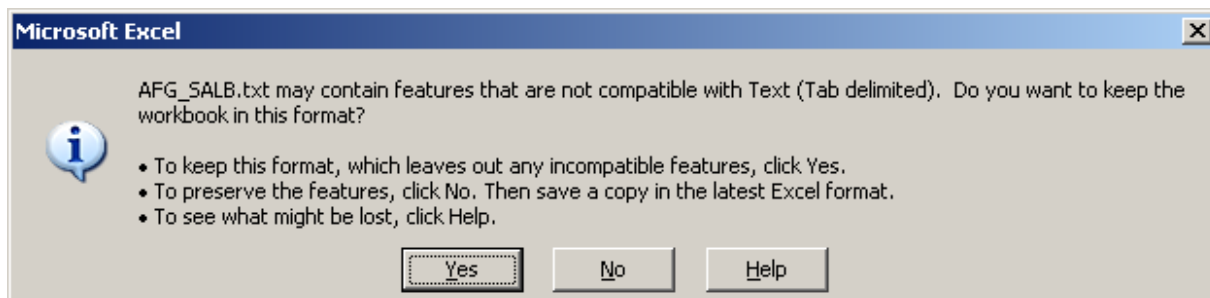 Microsoft Excel
AFG_SALB.txt may contain features that are not compatible with Text (Tab delimited).  Do you want to keep the
workbook in this format?
• To keep this format, which leaves out any incompatible features, click Yes.
• To preserve the features, click No. Then save a copy in the latest Excel format.
• To see what might be lost, click Help.
Yes No Help